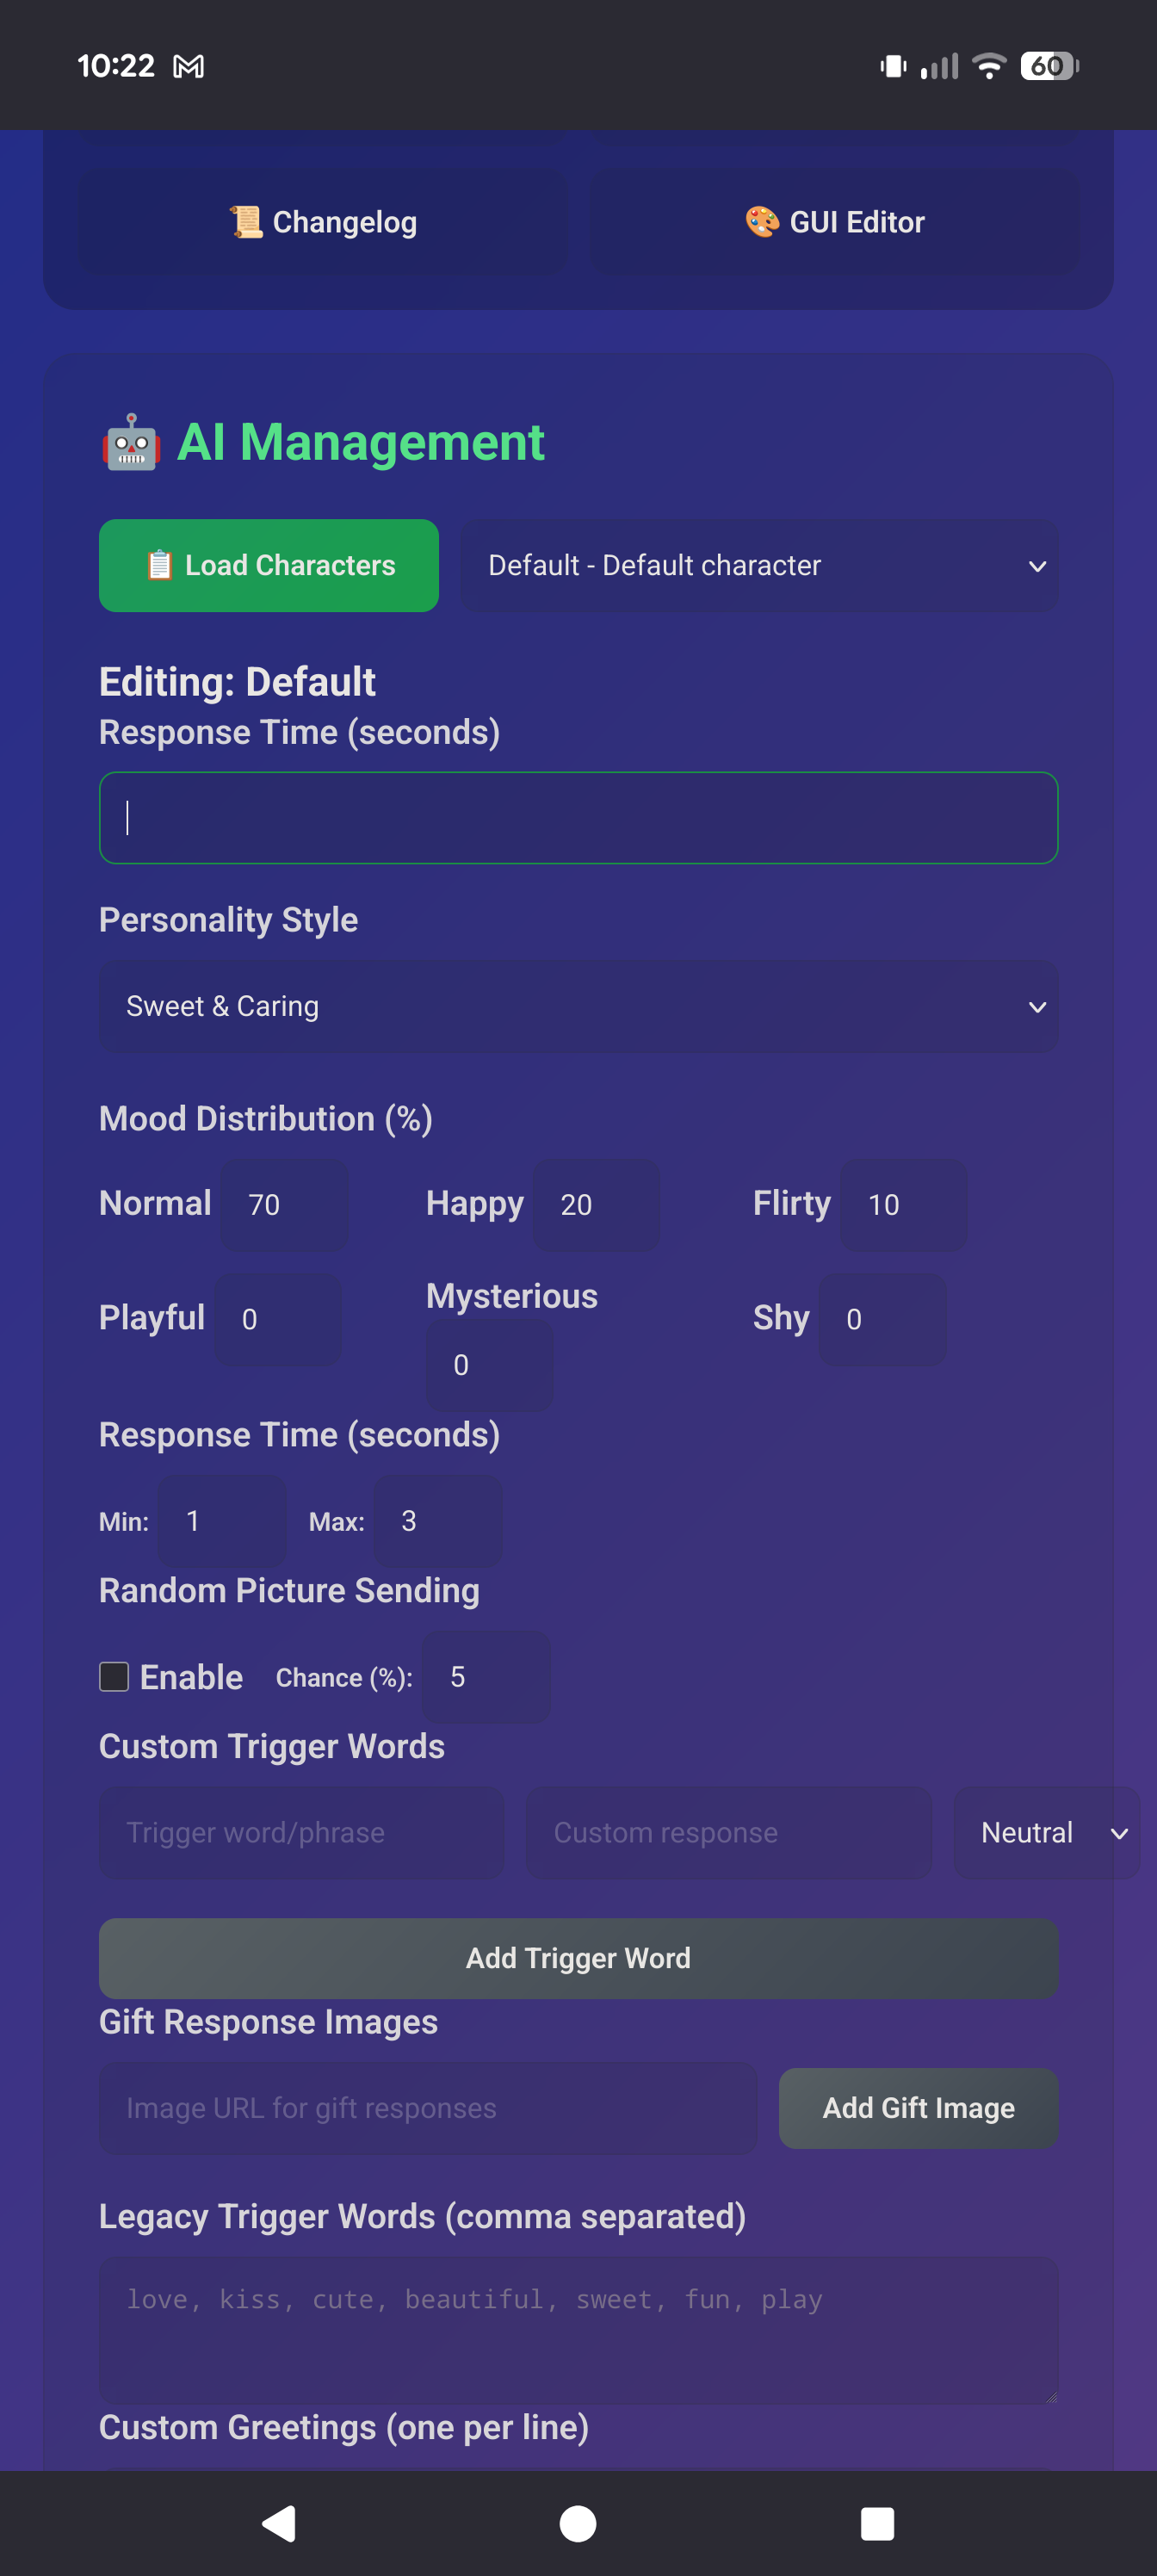 10:22
60
📜 Changelog
🎨 GUI Editor
🤖 AI Management
📋 Load Characters
Default - Default character
Editing: Default
Response Time (seconds)
Personality Style
Sweet & Caring
Mood Distribution (%)
Normal 70 Happy 20 Flirty 10
Playful 0 Mysterious 0 Shy 0
Response Time (seconds)
Min: 1 Max: 3
Random Picture Sending
Enable Chance (%): 5
Custom Trigger Words
Trigger word/phrase Custom response Neutral
Add Trigger Word
Gift Response Images
Image URL for gift responses Add Gift Image
Legacy Trigger Words (comma separated)
love, kiss, cute, beautiful, sweet, fun, play
Custom Greetings (one per line)